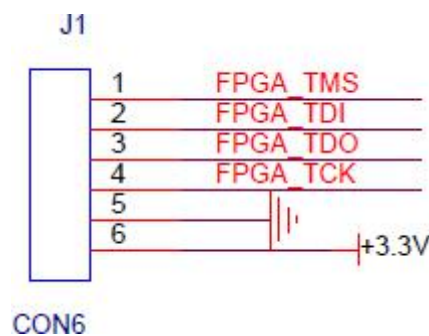 J1
1 FPGA_TMS
2 FPGA_TDI
3 FPGA_TDO
4 FPGA_TCK
5
6 +3.3V
CON6